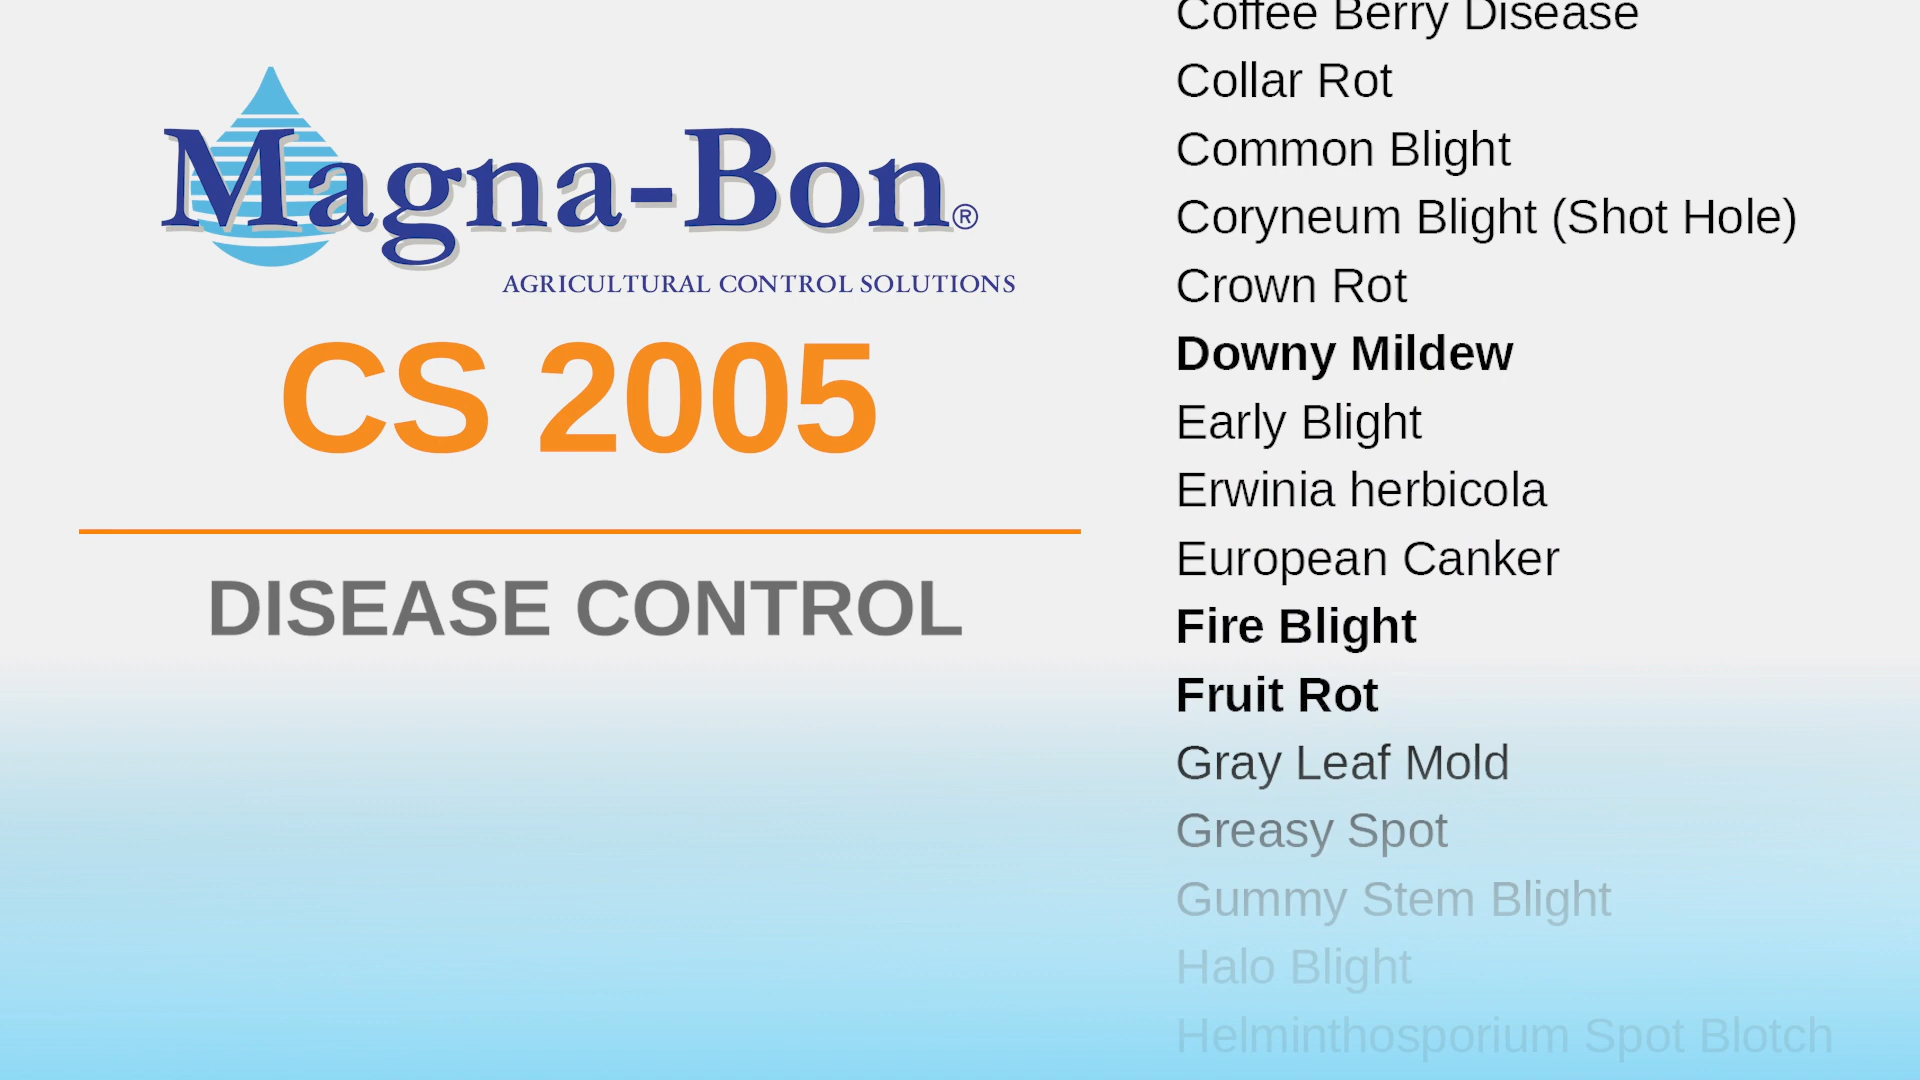 Magna-Bon®
AGRICULTURAL CONTROL SOLUTIONS
CS 2005
DISEASE CONTROL
Coffee Berry Disease
Collar Rot
Common Blight
Coryneum Blight (Shot Hole)
Crown Rot
Downy Mildew
Early Blight
Erwinia herbicola
European Canker
Fire Blight
Fruit Rot
Gray Leaf Mold
Greasy Spot
Gummy Stem Blight
Halo Blight
Helminthosporium Spot Blotch